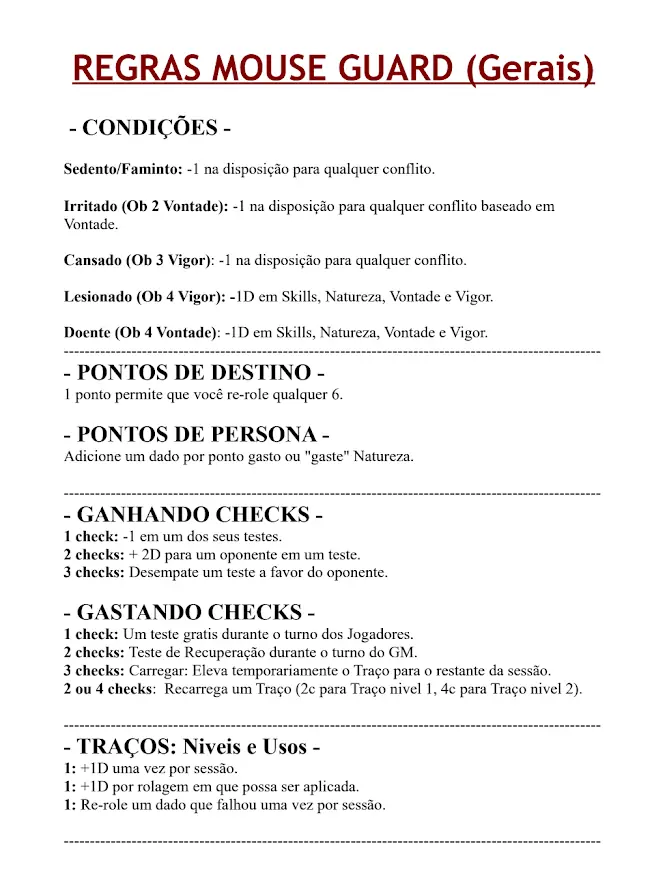 REGRAS MOUSE GUARD (Gerais)
- CONDIÇÕES -
Sedento/Faminto: -1 na disposição para qualquer conflito.
Irritado (Ob 2 Vontade): -1 na disposição para qualquer conflito baseado em
Vontade.
Cansado (Ob 3 Vigor): -1 na disposição para qualquer conflito.
Lesionado (Ob 4 Vigor): -1D em Skills, Natureza, Vontade e Vigor.
Doente (Ob 4 Vontade): -1D em Skills, Natureza, Vontade e Vigor.
- PONTOS DE DESTINO -
1 ponto permite que você re-role qualquer 6.
- PONTOS DE PERSONA -
Adicione um dado por ponto gasto ou "gaste" Natureza.
- GANHANDO CHECKS -
1 check: -1 em um dos seus testes.
2 checks: + 2D para um oponente em um teste.
3 checks: Desempate um teste a favor do oponente.
- GASTANDO CHECKS -
1 check: Um teste gratis durante o turno dos Jogadores.
2 checks: Teste de Recuperação durante o turno do GM.
3 checks: Carregar: Eleva temporariamente o Traço para o restante da sessão.
2 ou 4 checks: Recarrega um Traço (2c para Traço nivel 1, 4c para Traço nivel 2).
- TRAÇOS: Niveis e Usos -
1: +1D uma vez por sessão.
1: +1D por rolagem em que possa ser aplicada.
1: Re-role um dado que falhou uma vez por sessão.